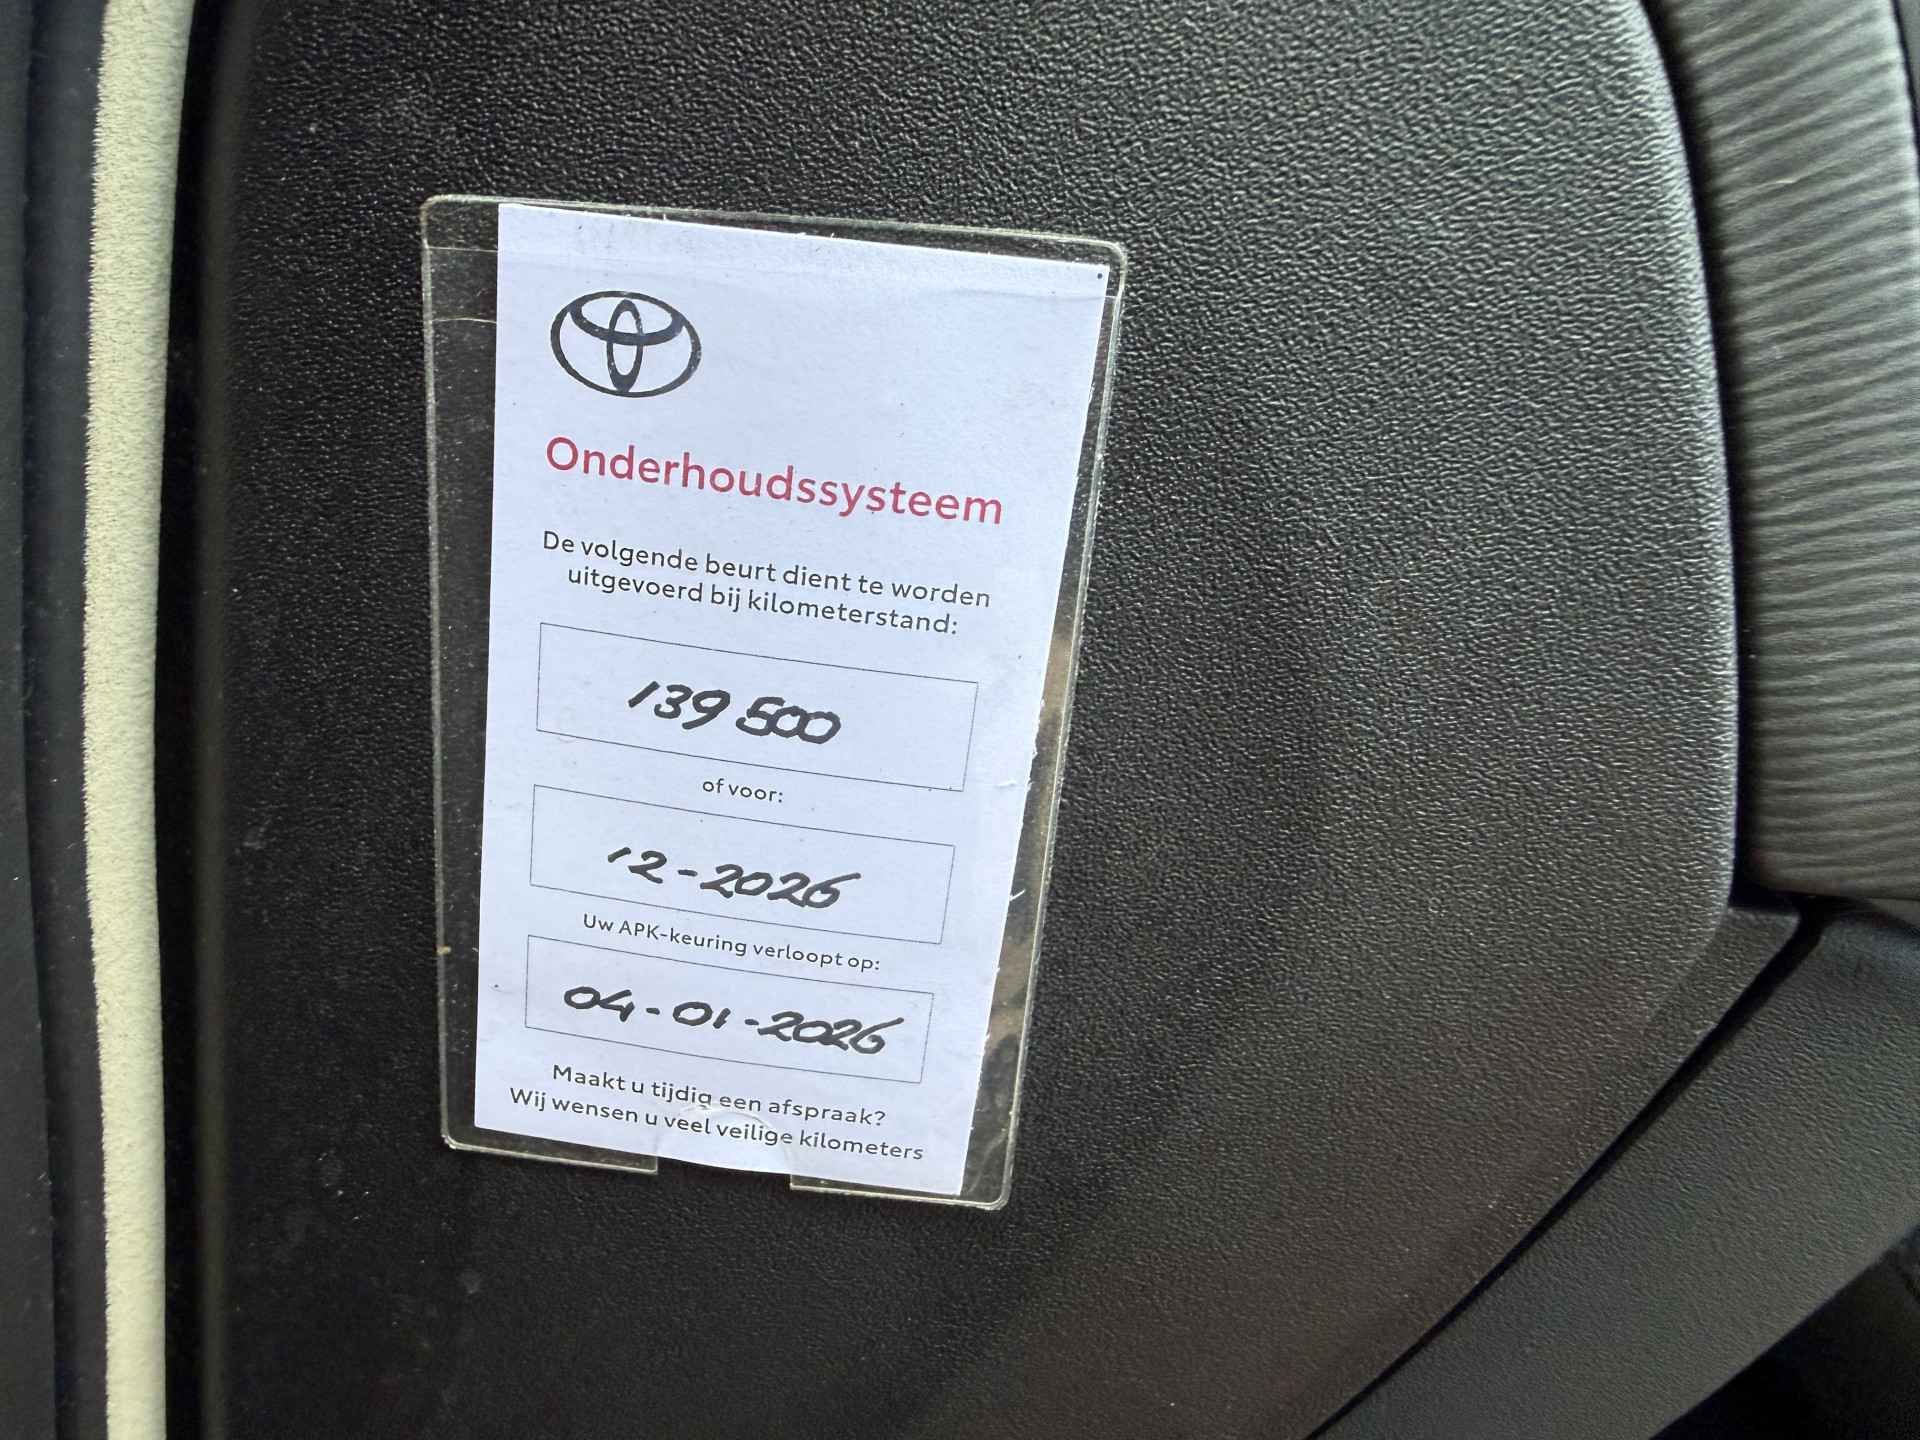 Onderhoudssysteem
De volgende beurt dient te worden
uitgevoerd bij kilometerstand:
139 500
of voor:
12-2026
Uw APK-keuring verloopt op:
04-01-2026
Maakt u tijdig een afspraak?
Wij wensen u veel veilige kilometers